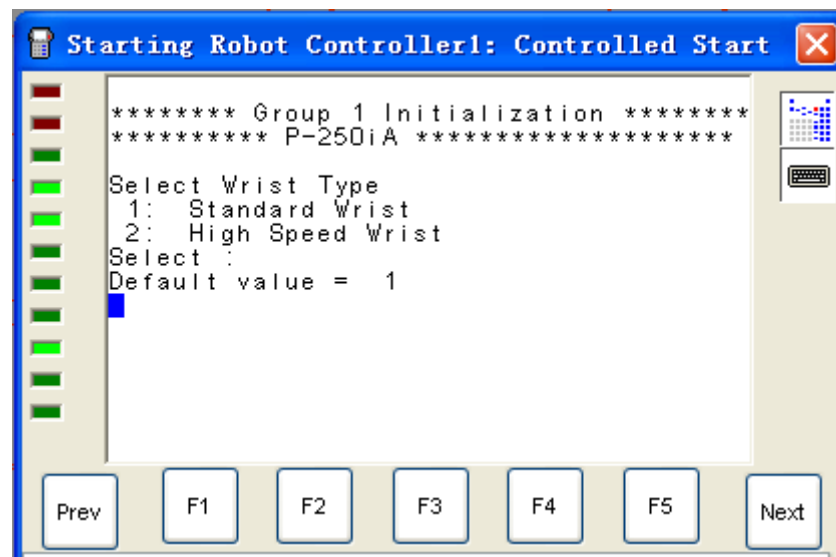 Starting Robot Controller1: Controlled Start
******** Group 1 Initialization ********
********** P-250iA ********************
Select Wrist Type
1: Standard Wrist
2: High Speed Wrist
Select :
Default value = 1
Prev F1 F2 F3 F4 F5 Next